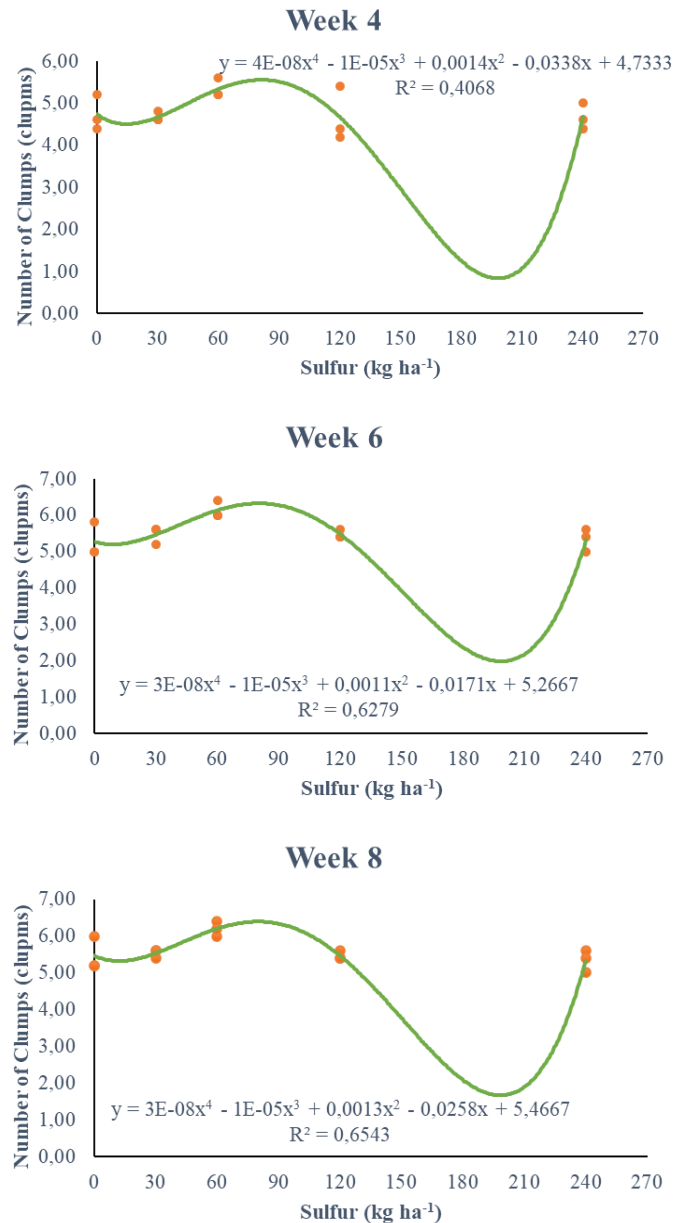 Week 4
y = 4E-08x⁴ - 1E-05x³ + 0,0014x² - 0,0338x + 4,7333
R² = 0,4068
6,00
5,00
4,00
3,00
2,00
1,00
0,00
Number of Clumps (clupms)
0 30 60 90 120 150 180 210 240 270
Sulfur (kg ha⁻¹)
Week 6
7,00
6,00
5,00
4,00
3,00
2,00
1,00
0,00
Number of Clumps (clupms)
y = 3E-08x⁴ - 1E-05x³ + 0,0011x² - 0,0171x + 5,2667
R² = 0,6279
0 30 60 90 120 150 180 210 240 270
Sulfur (kg ha⁻¹)
Week 8
7,00
6,00
5,00
4,00
3,00
2,00
1,00
0,00
Number of Clumps (clupms)
y = 3E-08x⁴ - 1E-05x³ + 0,0013x² - 0,0258x + 5,4667
R² = 0,6543
0 30 60 90 120 150 180 210 240 270
Sulfur (kg ha⁻¹)